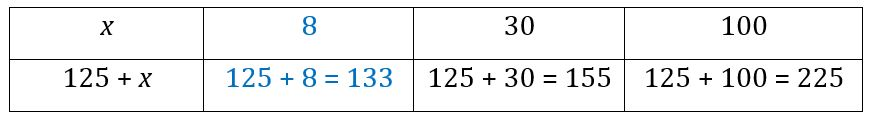 x 8 30 100
125 + x 125 + 8 = 133 125 + 30 = 155 125 + 100 = 225